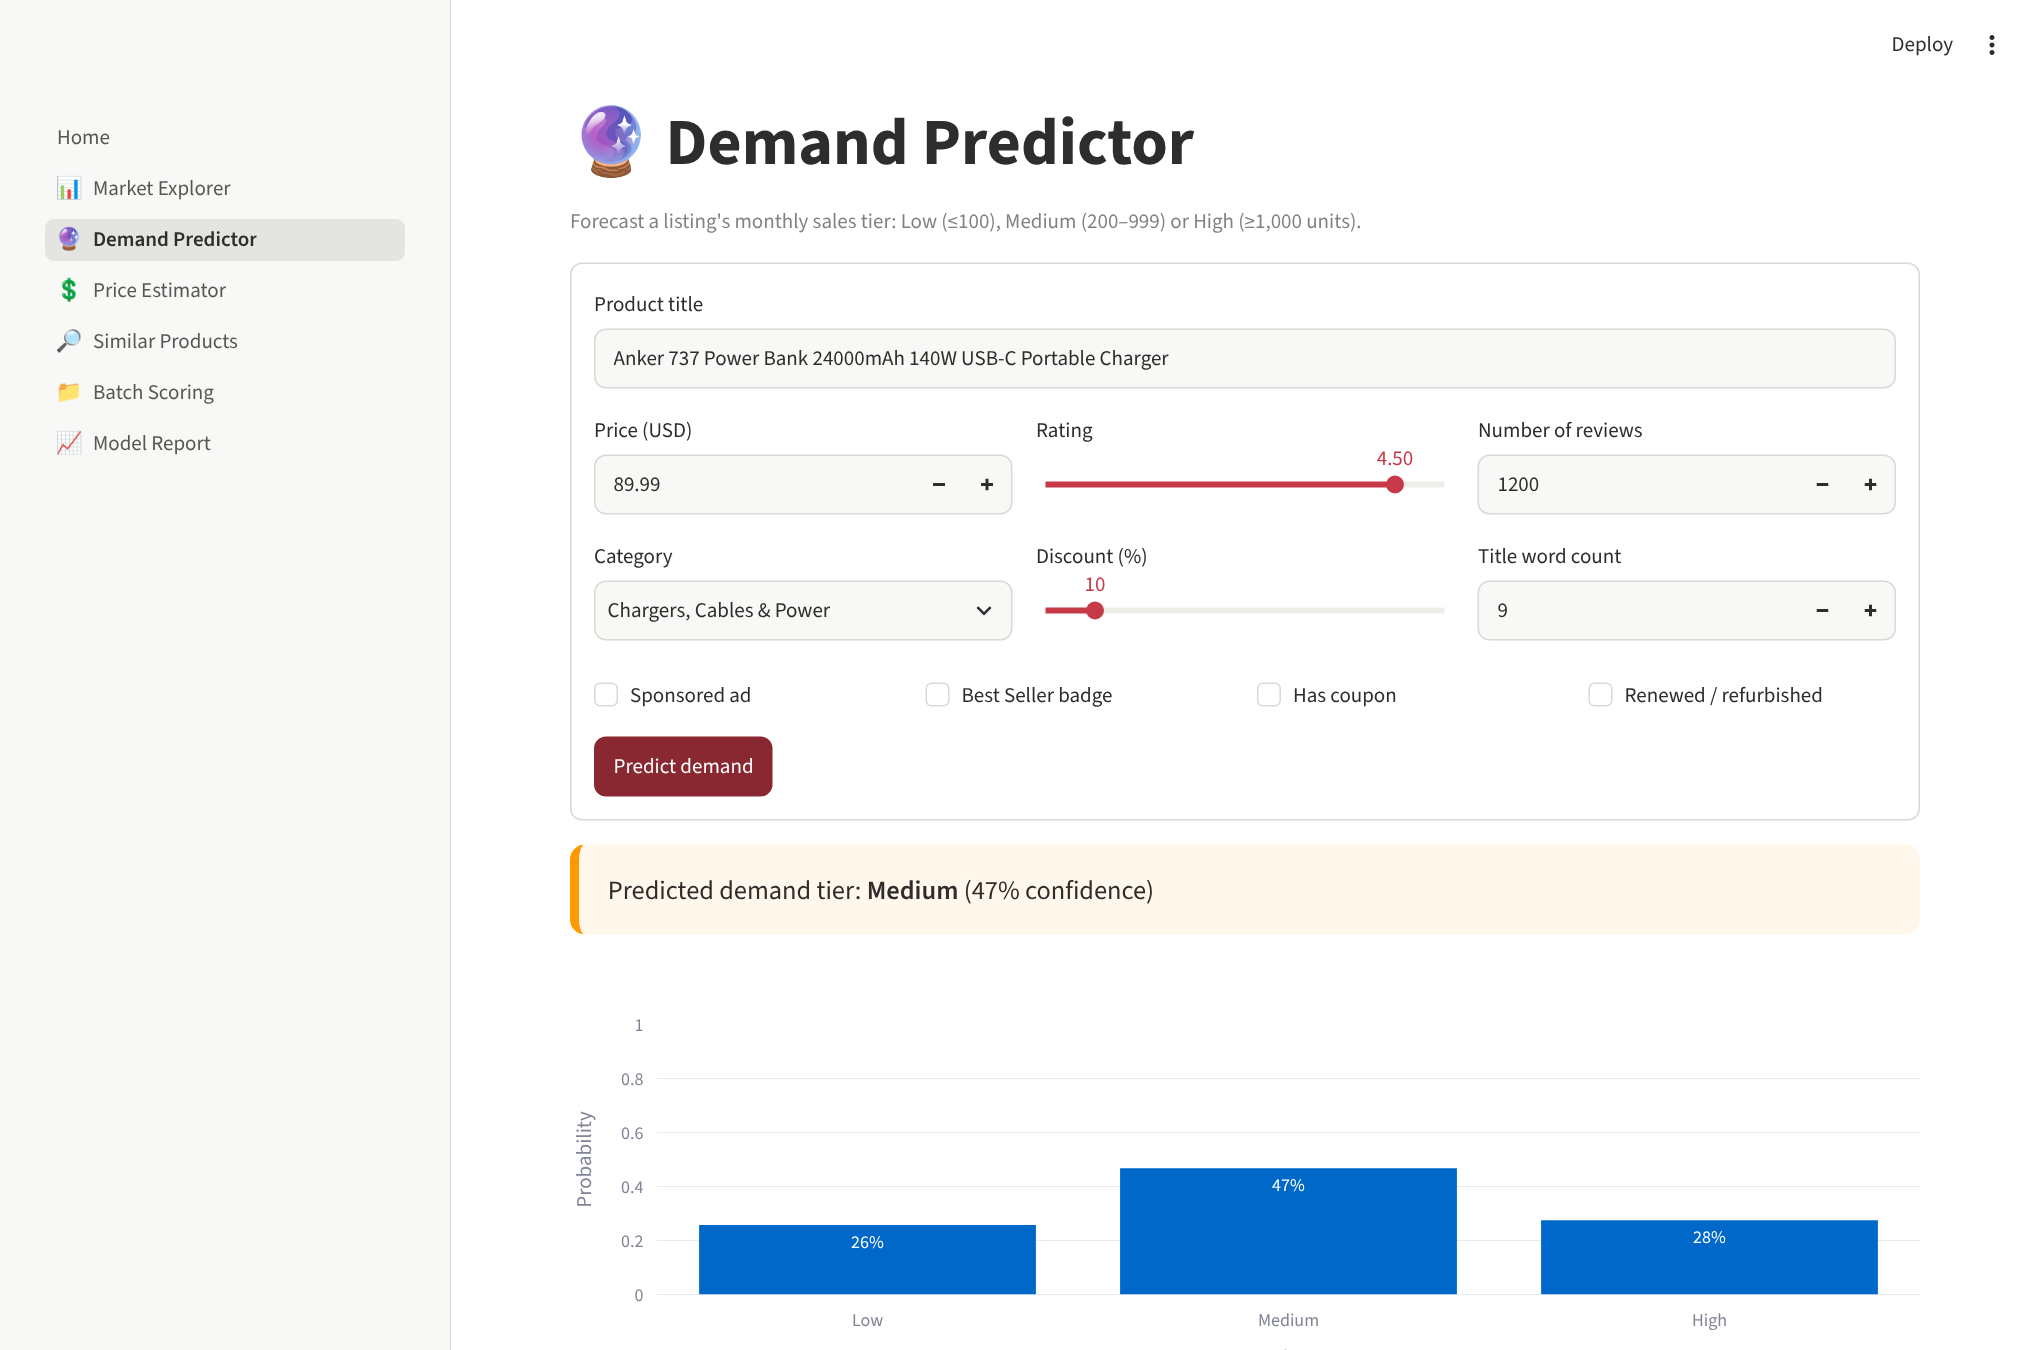 Deploy
Home
Market Explorer
Demand Predictor
Price Estimator
Similar Products
Batch Scoring
Model Report
Demand Predictor
Forecast a listing's monthly sales tier: Low (≤100), Medium (200–999) or High (≥1,000 units).
Product title
Anker 737 Power Bank 24000mAh 140W USB-C Portable Charger
Price (USD)
89.99
Rating
4.50
Number of reviews
1200
Category
Chargers, Cables & Power
Discount (%)
10
Title word count
9
Sponsored ad
Best Seller badge
Has coupon
Renewed / refurbished
Predict demand
Predicted demand tier: Medium (47% confidence)
Probability
1
0.8
0.6
0.4
0.2
0
26%
47%
28%
Low
Medium
High